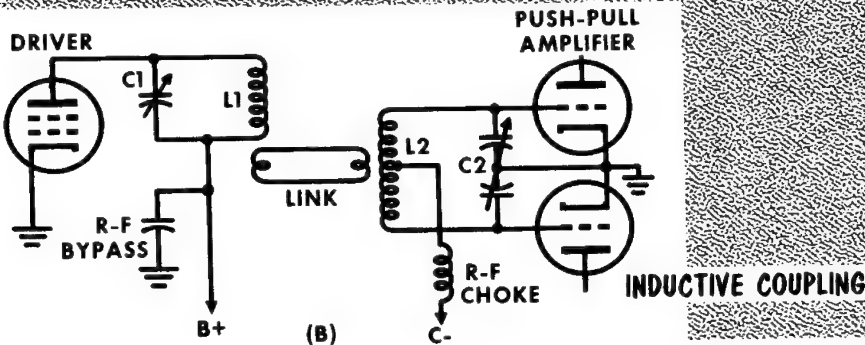 DRIVER
PUSH-PULL
AMPLIFIER
C1
L1
L2
C2
LINK
R-F
BYPASS
R-F
CHOKE
INDUCTIVE COUPLING
B+
(B)
C-